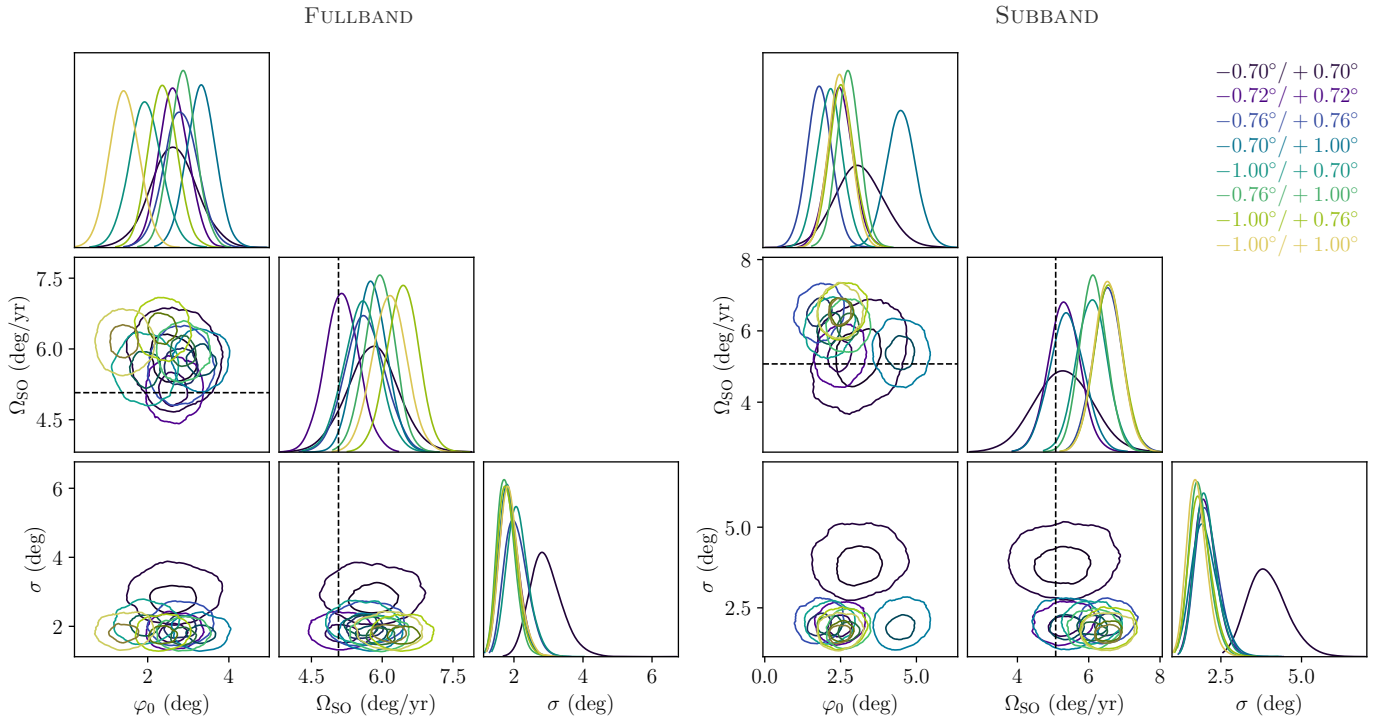 FULLBAND
SUBBAND
−0.70°/ + 0.70°
−0.72°/ + 0.72°
−0.76°/ + 0.76°
−0.70°/ + 1.00°
−1.00°/ + 0.70°
−0.76°/ + 1.00°
−1.00°/ + 0.76°
−1.00°/ + 1.00°
7.5
6.0
4.5
Ω_SO (deg/yr)
8
6
4
Ω_SO (deg/yr)
6
4
2
σ (deg)
5.0
2.5
σ (deg)
2 4
4.5 6.0 7.5
2 4 6
0.0 2.5 5.0
4 6 8
2.5 5.0
φ₀ (deg)
Ω_SO (deg/yr)
σ (deg)
φ₀ (deg)
Ω_SO (deg/yr)
σ (deg)